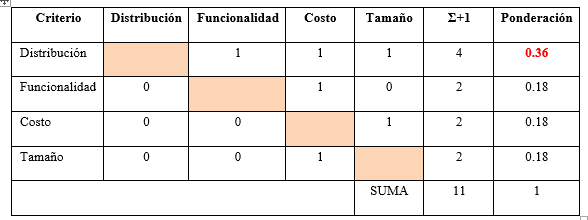 Criterio Distribución Funcionalidad Costo Tamaño Σ+1 Ponderación
Distribución 1 1 1 4 0.36
Funcionalidad 0 1 0 2 0.18
Costo 0 0 1 2 0.18
Tamaño 0 0 1 2 0.18
SUMA 11 1